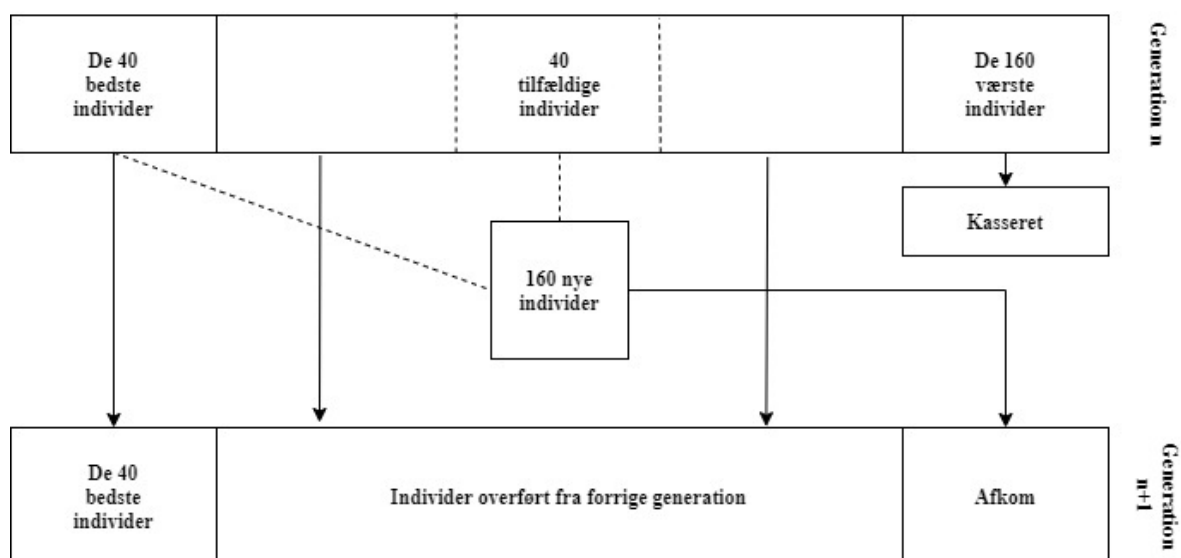 De 40
bedste
individer
40
tilfældige
individer
De 160
værste
individer
Generation n
Kasseret
160 nye
individer
De 40
bedste
individer
Individer overført fra forrige generation
Afkom
Generation
n+1